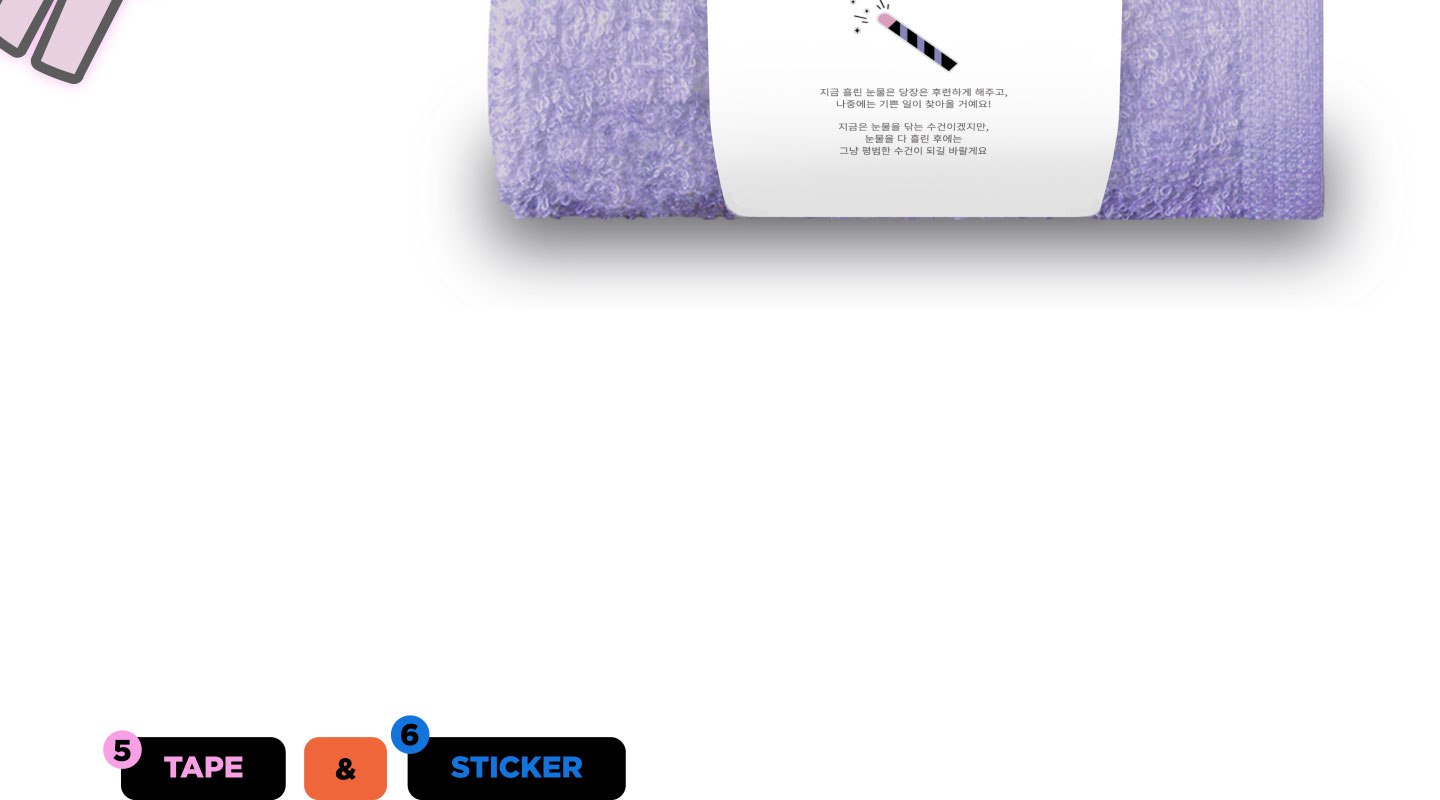 지금 흘린 눈물은 당장은 후련하게 해주고,
나중에는 기쁜 일이 찾아올 거예요!
지금은 눈물을 닦는 수건이겠지만,
눈물을 다 흘린 후에는
그냥 평범한 수건이 되길 바랄게요
5 TAPE & 6 STICKER